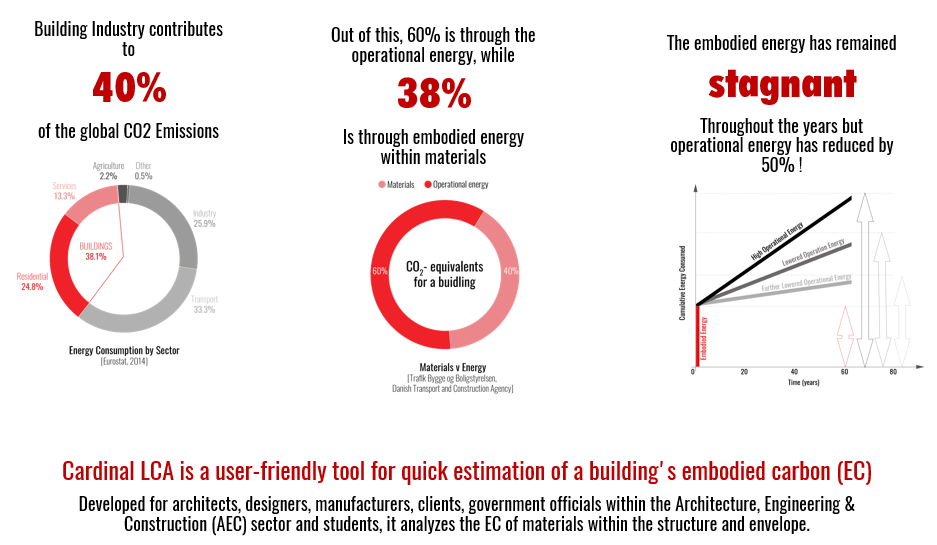 Building Industry contributes
to
40%
of the global CO2 Emissions
Agriculture
2.2%
Other
0.5%
Services
13.3%
Industry
25.9%
BUILDINGS
38.1%
Residential
24.8%
Transport
33.3%
Energy Consumption by Sector
[Eurostat, 2014]
Out of this, 60% is through the
operational energy, while
38%
Is through embodied energy
within materials
Materials
Operational energy
60%
CO2- equivalents
for a buidling
40%
Materials v Energy
[Trafik Bygge og Boligstyrelsen,
Danish Transport and Construction Agency]
The embodied energy has remained
stagnant
Throughout the years but
operational energy has reduced by
50% !
Cumulative Energy Consumed
High Operational Energy
Lowered Operation Energy
Further Lowered Operational Energy
Embodied Energy
0
20
40
60
80
Time (years)
Cardinal LCA is a user-friendly tool for quick estimation of a building's embodied carbon (EC)
Developed for architects, designers, manufacturers, clients, government officials within the Architecture, Engineering &
Construction (AEC) sector and students, it analyzes the EC of materials within the structure and envelope.